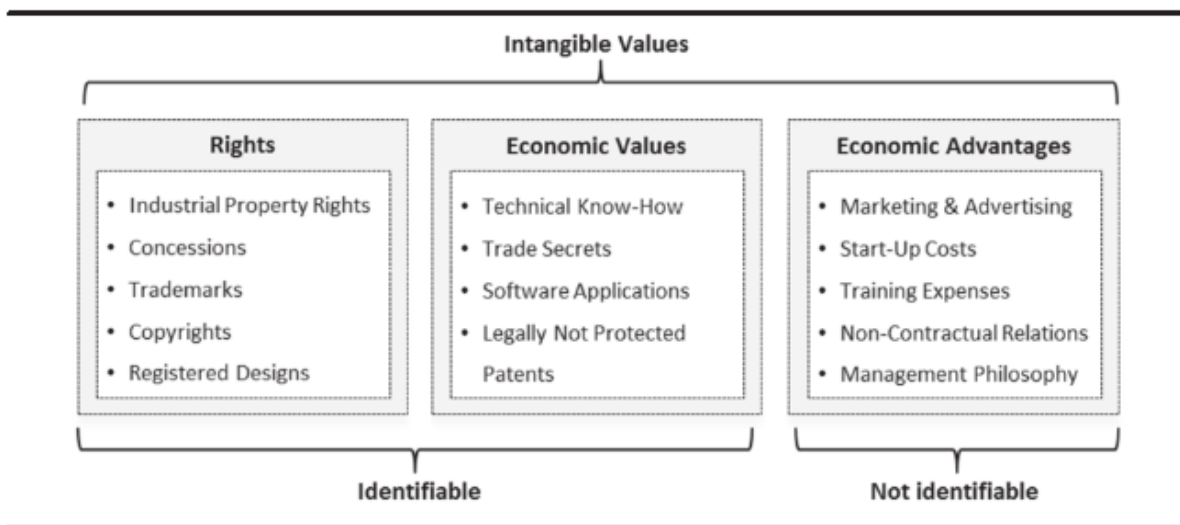 Intangible Values
Rights
• Industrial Property Rights
• Concessions
• Trademarks
• Copyrights
• Registered Designs
Economic Values
• Technical Know-How
• Trade Secrets
• Software Applications
• Legally Not Protected
Patents
Economic Advantages
• Marketing & Advertising
• Start-Up Costs
• Training Expenses
• Non-Contractual Relations
• Management Philosophy
Identifiable
Not identifiable